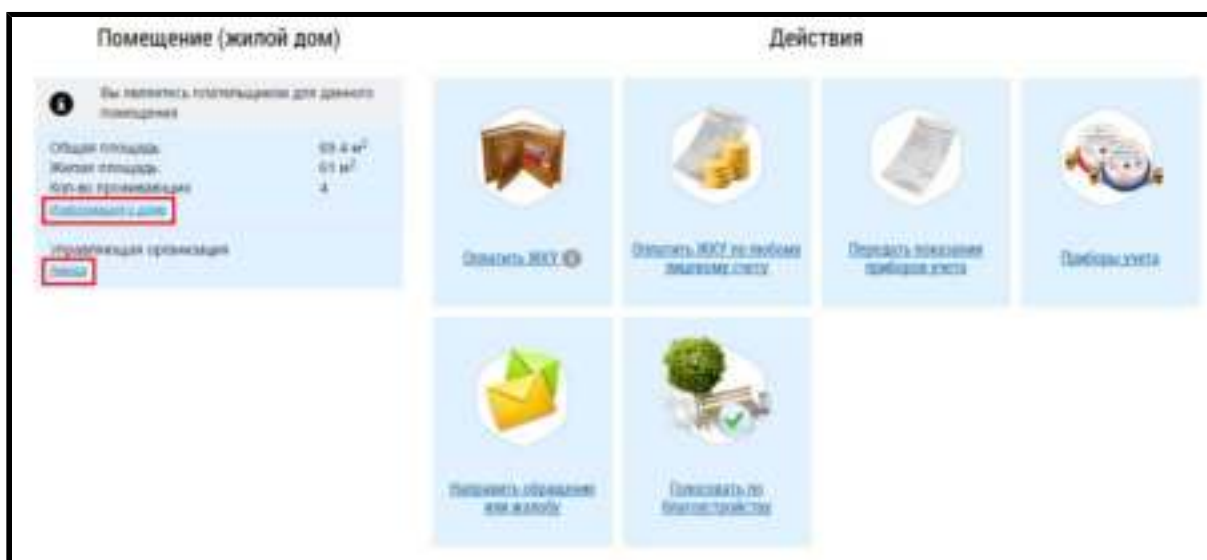 Помещение (жилой дом)
Действия
Вы являетесь плательщиком для данного
помещения
Общая площадь 69.4 м²
Жилая площадь 61 м²
Кол-во проживающих 4
Информация о доме
Управляющая организация
Оплатить ЖКУ
Оплатить ЖКУ по любому
лицевому счету
Передать показания
приборов учета
Приборы учета
Направить обращение
или жалобу
Голосовать по
благоустройству